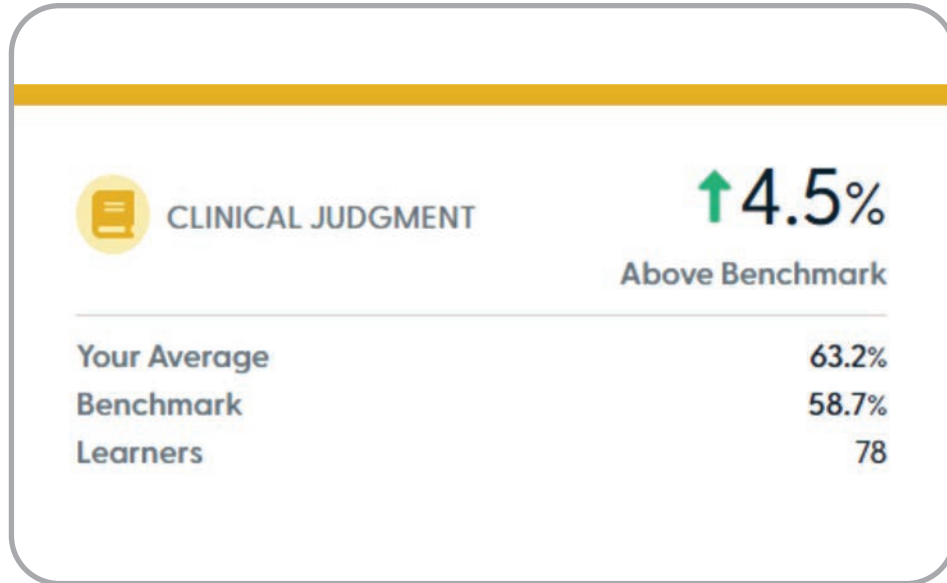 CLINICAL JUDGMENT
4.5%
Above Benchmark
Your Average 63.2%
Benchmark 58.7%
Learners 78